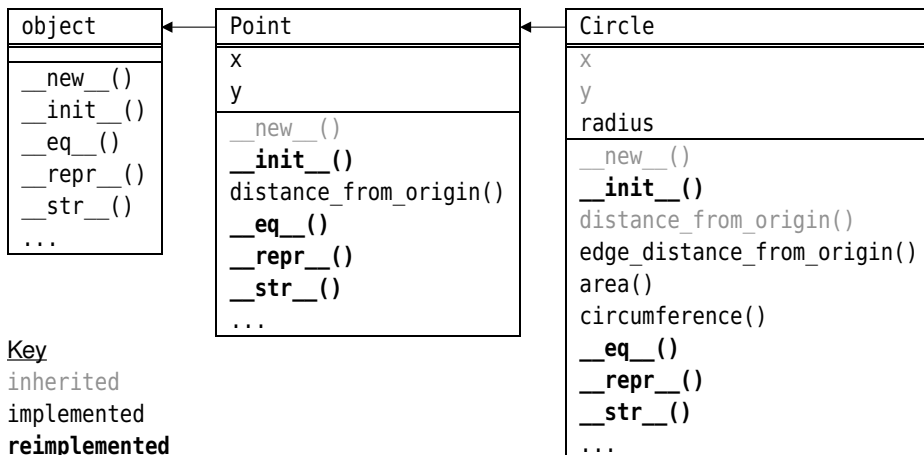 object
__new__()
__init__()
__eq__()
__repr__()
__str__()
...
Point
x
y
__new__()
__init__()
distance_from_origin()
__eq__()
__repr__()
__str__()
...
Circle
x
y
radius
__new__()
__init__()
distance_from_origin()
edge_distance_from_origin()
area()
circumference()
__eq__()
__repr__()
__str__()
...
Key
inherited
implemented
reimplemented